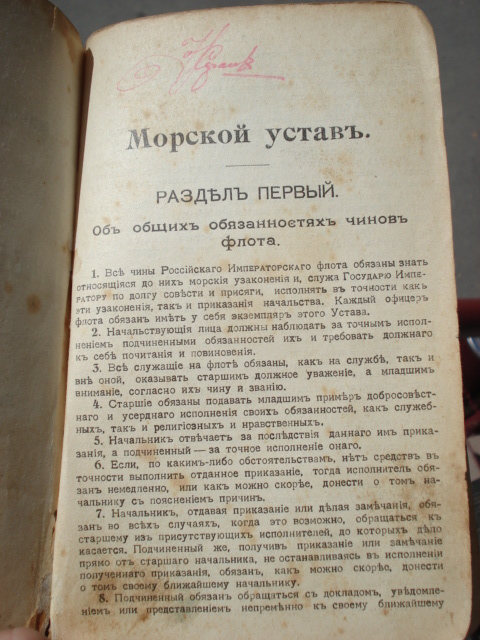 Морской уставъ.
РАЗДѢЛЪ ПЕРВЫЙ.
Объ общихъ обязанностяхъ чиновъ
флота.
1. Всѣ чины Россійскаго Императорскаго флота обязаны знать
относящіяся до нихъ морскія узаконенія и, служа Государю Импе-
ратору по долгу совѣсти и присяги, исполнять въ точности какъ
эти узаконенія, такъ и приказанія начальства. Каждый офицеръ
флота обязанъ имѣть у себя экземпляръ этого Устава.
2. Начальствующія лица должны наблюдать за точнымъ испол-
неніемъ подчиненными обязанностей ихъ и требовать должнаго
къ себѣ почитанія и повиновенія.
3. Всѣ служащіе на флотѣ обязаны, какъ на службѣ, такъ и
внѣ оной, оказывать старшимъ должное уваженіе, а младшимъ
вниманіе, согласно ихъ чину и званію.
4. Старшіе обязаны подавать младшимъ примѣръ добросовѣст-
наго и усерднаго исполненія своихъ обязанностей, какъ служеб-
ныхъ, такъ и религіозныхъ и нравственныхъ.
5. Начальникъ отвѣчаетъ за послѣдствія даннаго имъ прика-
занія, а подчиненный — за точное исполненіе онаго.
6. Если, по какимъ-либо обстоятельствамъ, нѣтъ средствъ въ
точности выполнить отданное приказаніе, тогда исполнитель обя-
занъ немедленно, или какъ можно скорѣе, донести о томъ на-
чальнику съ поясненіемъ причинъ.
7. Начальникъ, отдавая приказаніе или дѣлая замѣчанія, обя-
занъ во всѣхъ случаяхъ, когда это возможно, обращаться къ
старшему изъ присутствующихъ исполнителей, до которыхъ дѣло
касается. Подчиненный же, получивъ приказаніе или замѣчаніе
прямо отъ старшаго начальника, не останавливаясь въ исполненіи
полученнаго приказанія, обязанъ, какъ можно скорѣе, донести
о томъ своему ближайшему начальнику.
8. Подчиненный обязанъ обращаться съ докладомъ, увѣдомле-
ніемъ или представленіемъ непремѣнно къ своему ближайшему